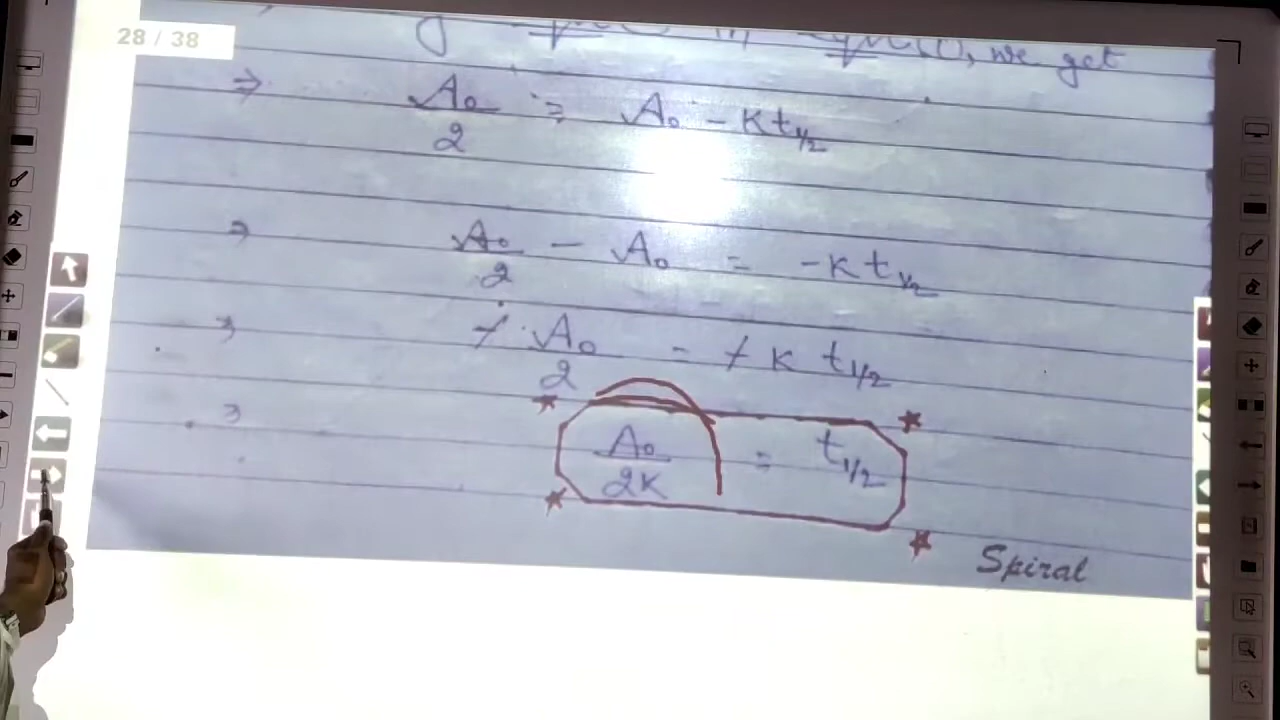 28 / 38
we get
⇒ A₀/2 = A₀ - Kt₁/₂
⇒ A₀/2 - A₀ = -Kt₁/₂
⇒ - A₀/2 = -K t₁/₂
⇒ A₀/2K = t₁/₂
Spiral